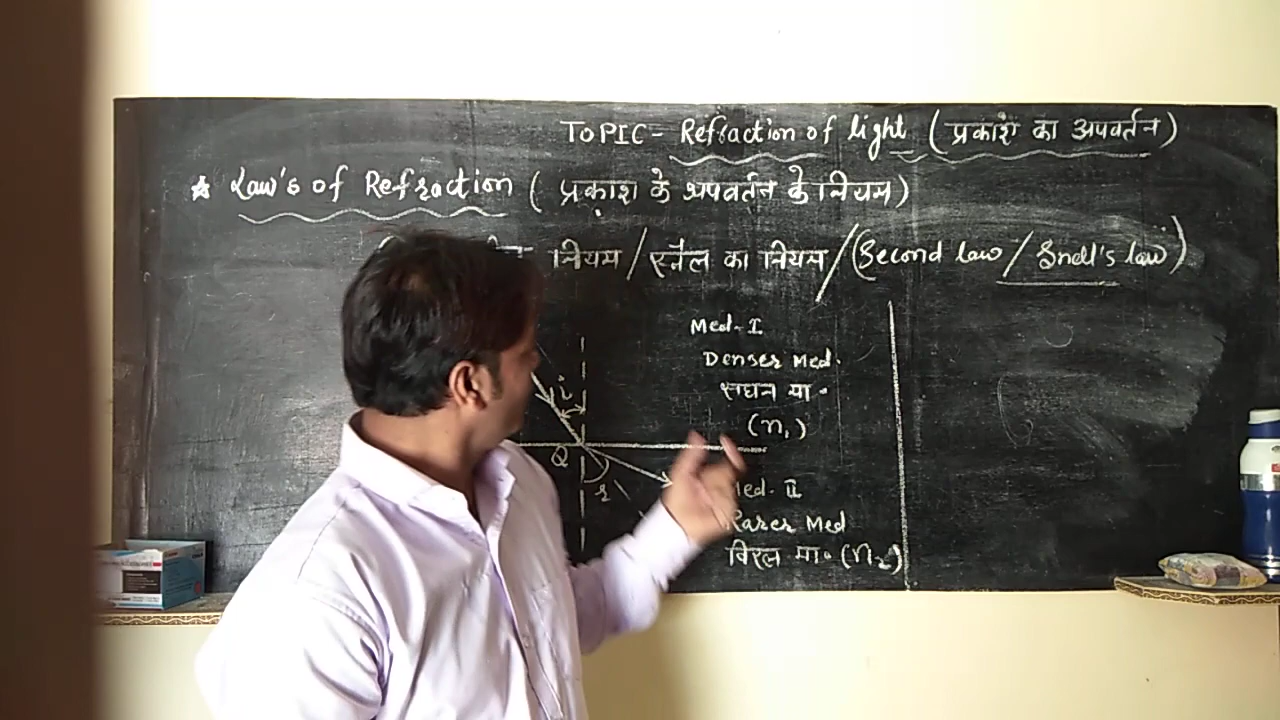 TOPIC- Refraction of light (प्रकाश का अपवर्तन)
Law's of Refraction ( प्रकाश के अपवर्तन के नियम)
नियम/स्नेल का नियम/(Second law/Snell's law)
Med-I
Denser Med.
सघन मा.
(n₁)
i
Q
r
Med. II
Rarer Med
विरल मा. (n₂)